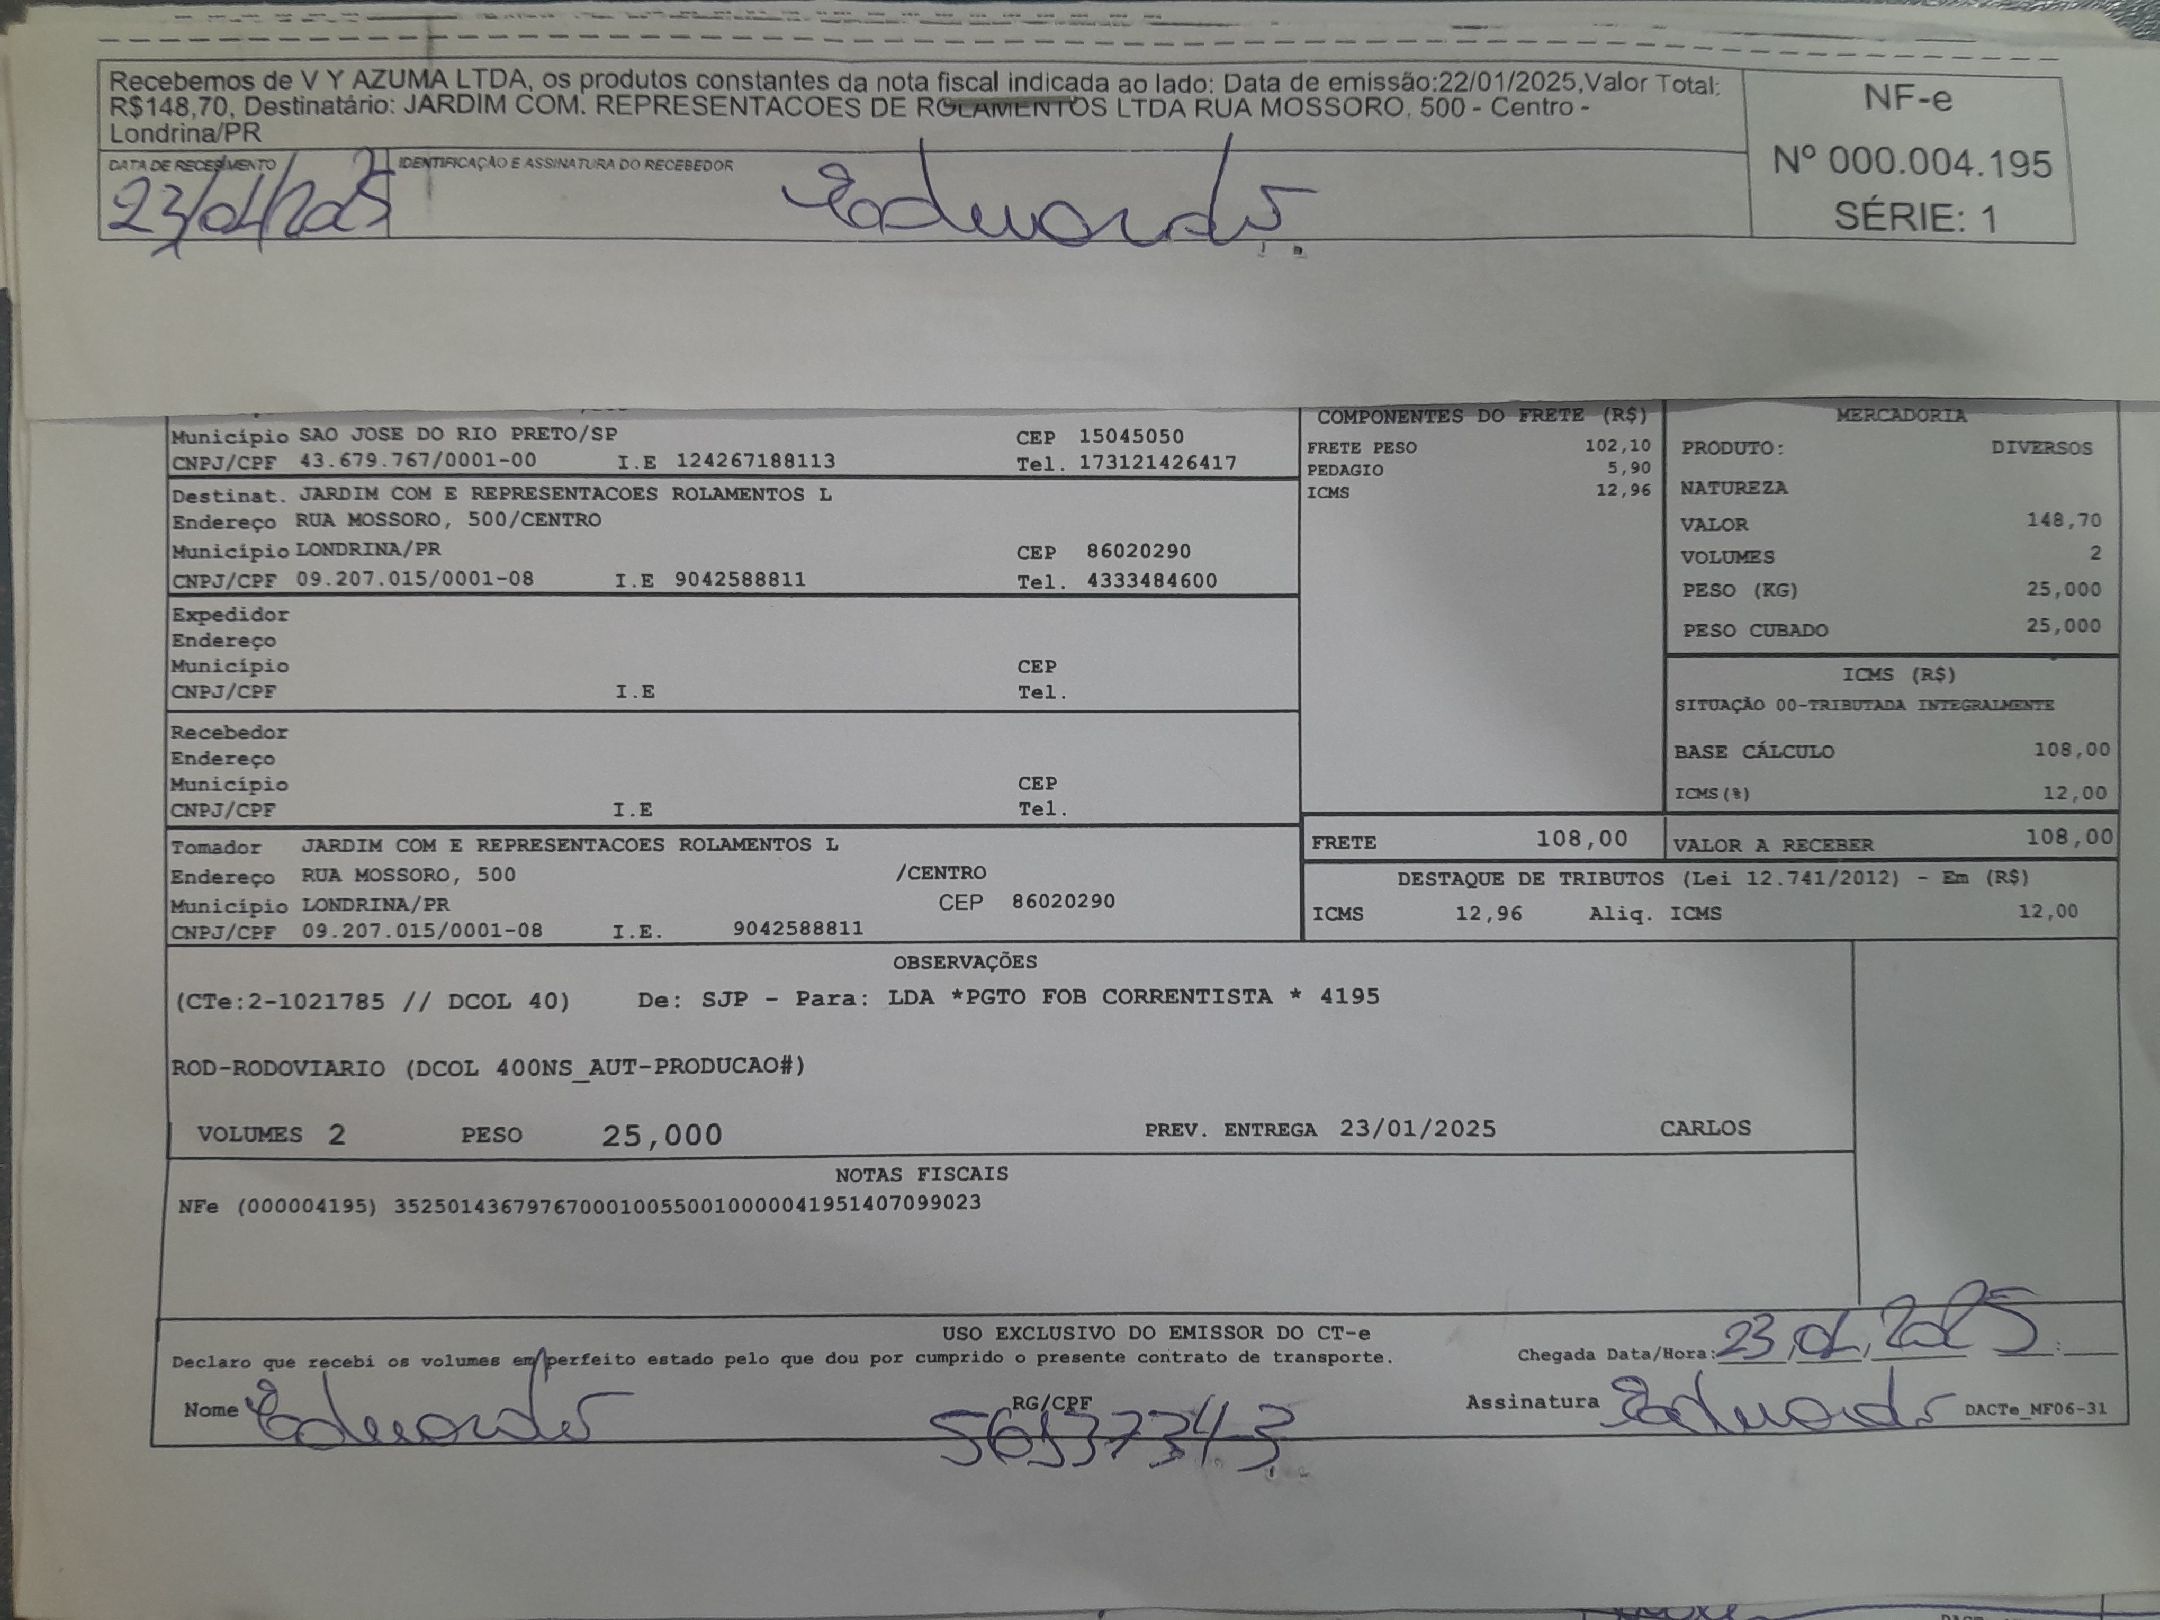 Recebemos de V Y AZUMA LTDA, os produtos constantes da nota fiscal indicada ao lado: Data de emissão:22/01/2025,Valor Total:
R$148,70, Destinatário: JARDIM COM. REPRESENTACOES DE ROLAMENTOS LTDA RUA MOSSORO, 500 - Centro -
Londrina/PR
NF-e
Nº 000.004.195
SÉRIE: 1
DATA DE RECEBIMENTO
23/01/2025
IDENTIFICAÇÃO E ASSINATURA DO RECEBEDOR
Eduardo
Município SAO JOSE DO RIO PRETO/SP CEP 15045050
CNPJ/CPF 43.679.767/0001-00 I.E 124267188113 Tel. 173121426417
Destinat. JARDIM COM E REPRESENTACOES ROLAMENTOS L
Endereço RUA MOSSORO, 500/CENTRO
Município LONDRINA/PR CEP 86020290
CNPJ/CPF 09.207.015/0001-08 I.E 9042588811 Tel. 4333484600
Expedidor
Endereço
Município CEP
CNPJ/CPF I.E Tel.
Recebedor
Endereço
Município CEP
CNPJ/CPF I.E Tel.
Tomador JARDIM COM E REPRESENTACOES ROLAMENTOS L
Endereço RUA MOSSORO, 500 /CENTRO
Município LONDRINA/PR CEP 86020290
CNPJ/CPF 09.207.015/0001-08 I.E. 9042588811
COMPONENTES DO FRETE (R$)
FRETE PESO 102,10
PEDAGIO 5,90
ICMS 12,96
FRETE 108,00
MERCADORIA
PRODUTO: DIVERSOS
NATUREZA
VALOR 148,70
VOLUMES 2
PESO (KG) 25,000
PESO CUBADO 25,000
ICMS (R$)
SITUAÇÃO 00-TRIBUTADA INTEGRALMENTE
BASE CÁLCULO 108,00
ICMS(%) 12,00
VALOR A RECEBER 108,00
DESTAQUE DE TRIBUTOS (Lei 12.741/2012) - Em (R$)
ICMS 12,96 Aliq. ICMS 12,00
OBSERVAÇÕES
(CTe:2-1021785 // DCOL 40) De: SJP - Para: LDA *PGTO FOB CORRENTISTA * 4195
ROD-RODOVIARIO (DCOL 400NS_AUT-PRODUCAO#)
VOLUMES 2 PESO 25,000 PREV. ENTREGA 23/01/2025 CARLOS
NOTAS FISCAIS
NFe (000004195) 35250143679767000100550010000041951407099023
USO EXCLUSIVO DO EMISSOR DO CT-e
Declaro que recebi os volumes em perfeito estado pelo que dou por cumprido o presente contrato de transporte. Chegada Data/Hora: 23/01/2025
Nome Eduardo RG/CPF Assinatura Eduardo DACTe_MF06-31